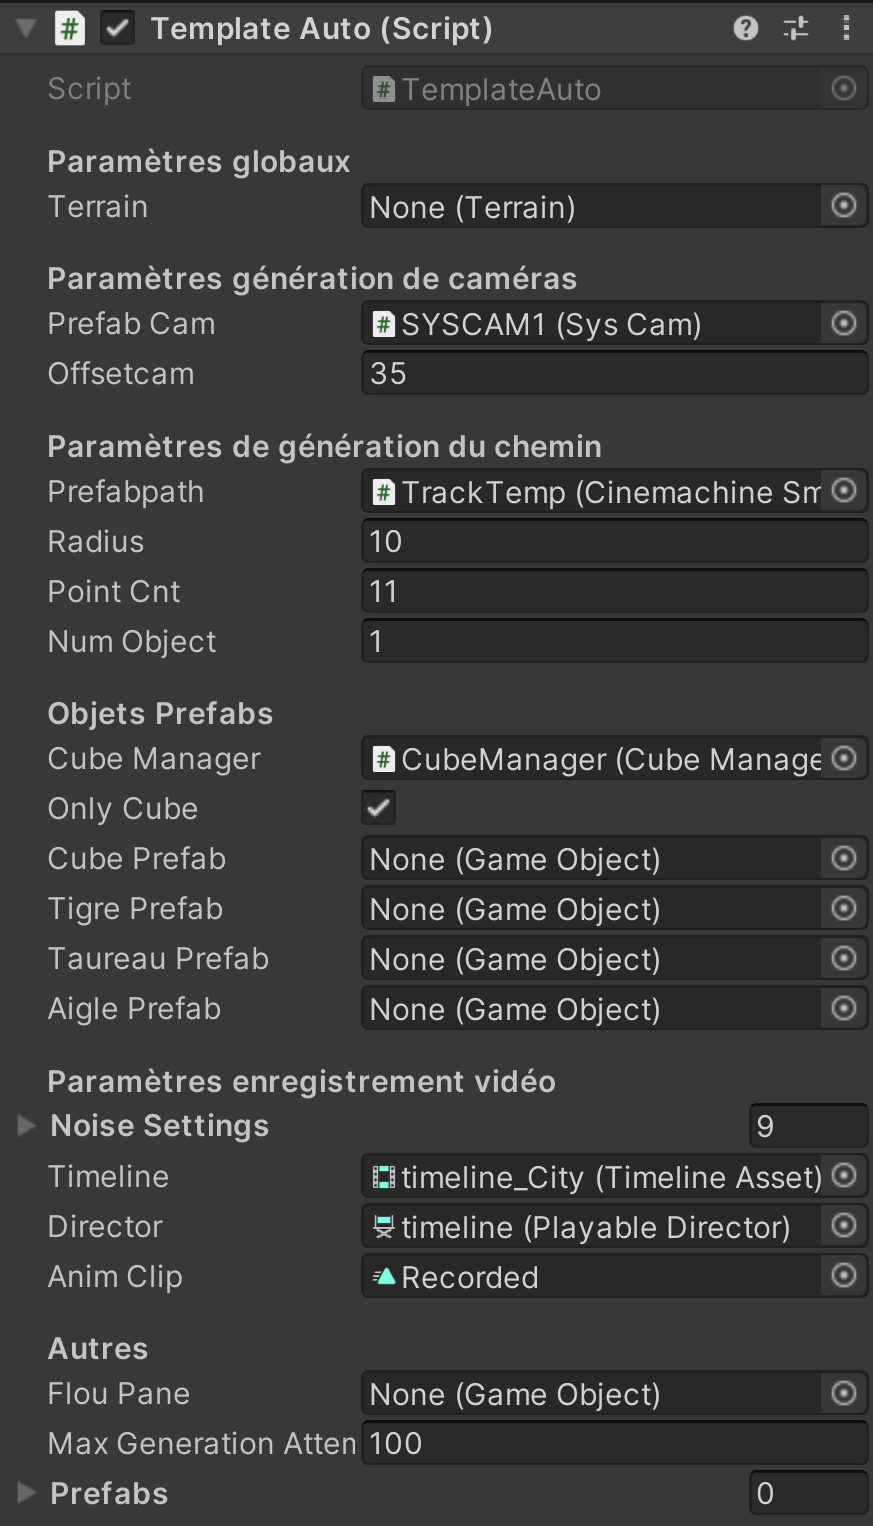 Template Auto (Script)
Script # TemplateAuto
Paramètres globaux
Terrain None (Terrain)
Paramètres génération de caméras
Prefab Cam # SYSCAM1 (Sys Cam)
Offsetcam 35
Paramètres de génération du chemin
Prefabpath # TrackTemp (Cinemachine Sm
Radius 10
Point Cnt 11
Num Object 1
Objets Prefabs
Cube Manager # CubeManager (Cube Manage
Only Cube
Cube Prefab None (Game Object)
Tigre Prefab None (Game Object)
Taureau Prefab None (Game Object)
Aigle Prefab None (Game Object)
Paramètres enregistrement vidéo
Noise Settings 9
Timeline timeline_City (Timeline Asset)
Director timeline (Playable Director)
Anim Clip Recorded
Autres
Flou Pane None (Game Object)
Max Generation Atten 100
Prefabs 0